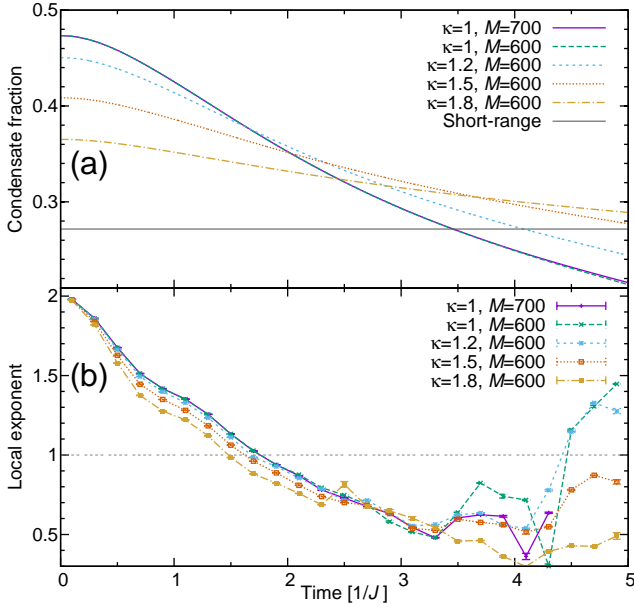 0.5
0.4
0.3
Condensate fraction
(a)
κ=1, M=700
κ=1, M=600
κ=1.2, M=600
κ=1.5, M=600
κ=1.8, M=600
Short-range
2
1.5
1
0.5
Local exponent
(b)
κ=1, M=700
κ=1, M=600
κ=1.2, M=600
κ=1.5, M=600
κ=1.8, M=600
0 1 2 3 4 5
Time [1/J]